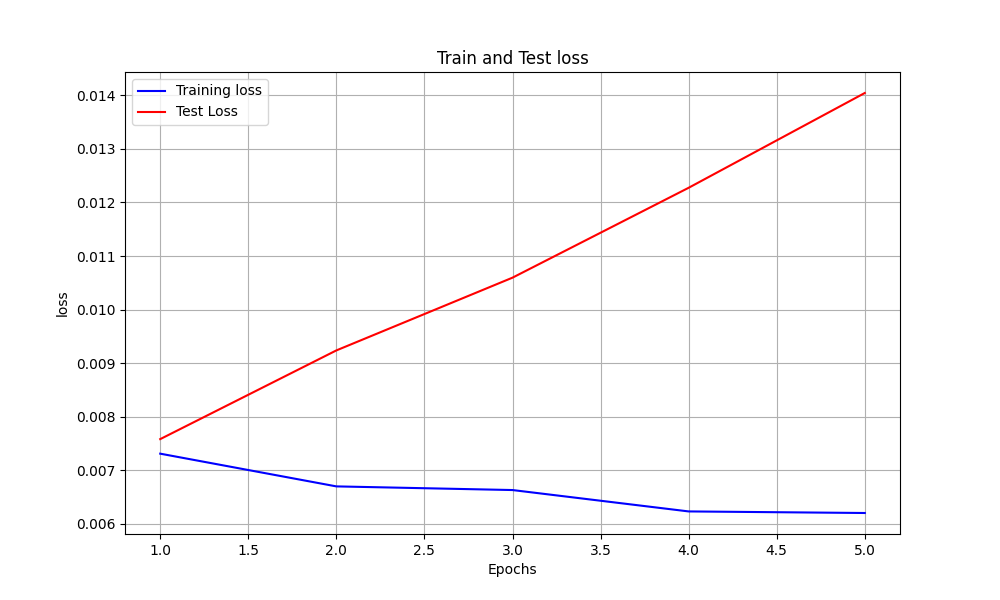 Train and Test loss
Training loss
Test Loss
0.014
0.013
0.012
0.011
0.010
0.009
0.008
0.007
0.006
loss
1.0 1.5 2.0 2.5 3.0 3.5 4.0 4.5 5.0
Epochs